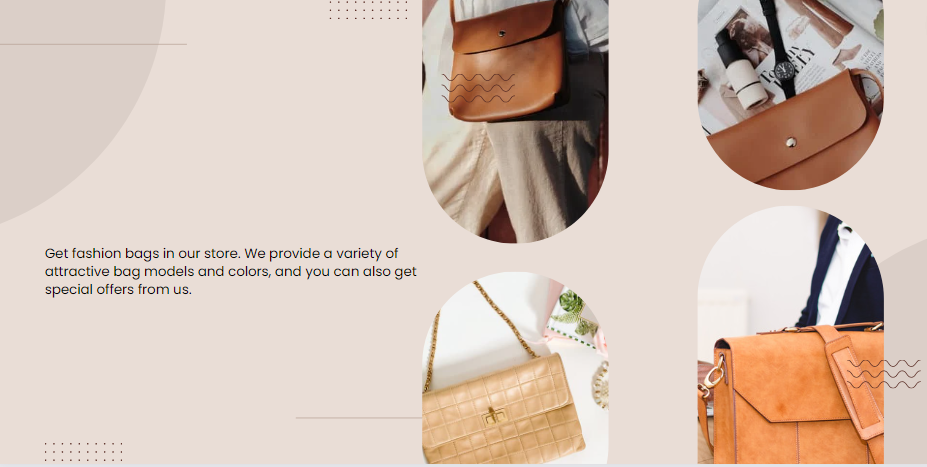 Get fashion bags in our store. We provide a variety of
attractive bag models and colors, and you can also get
special offers from us.